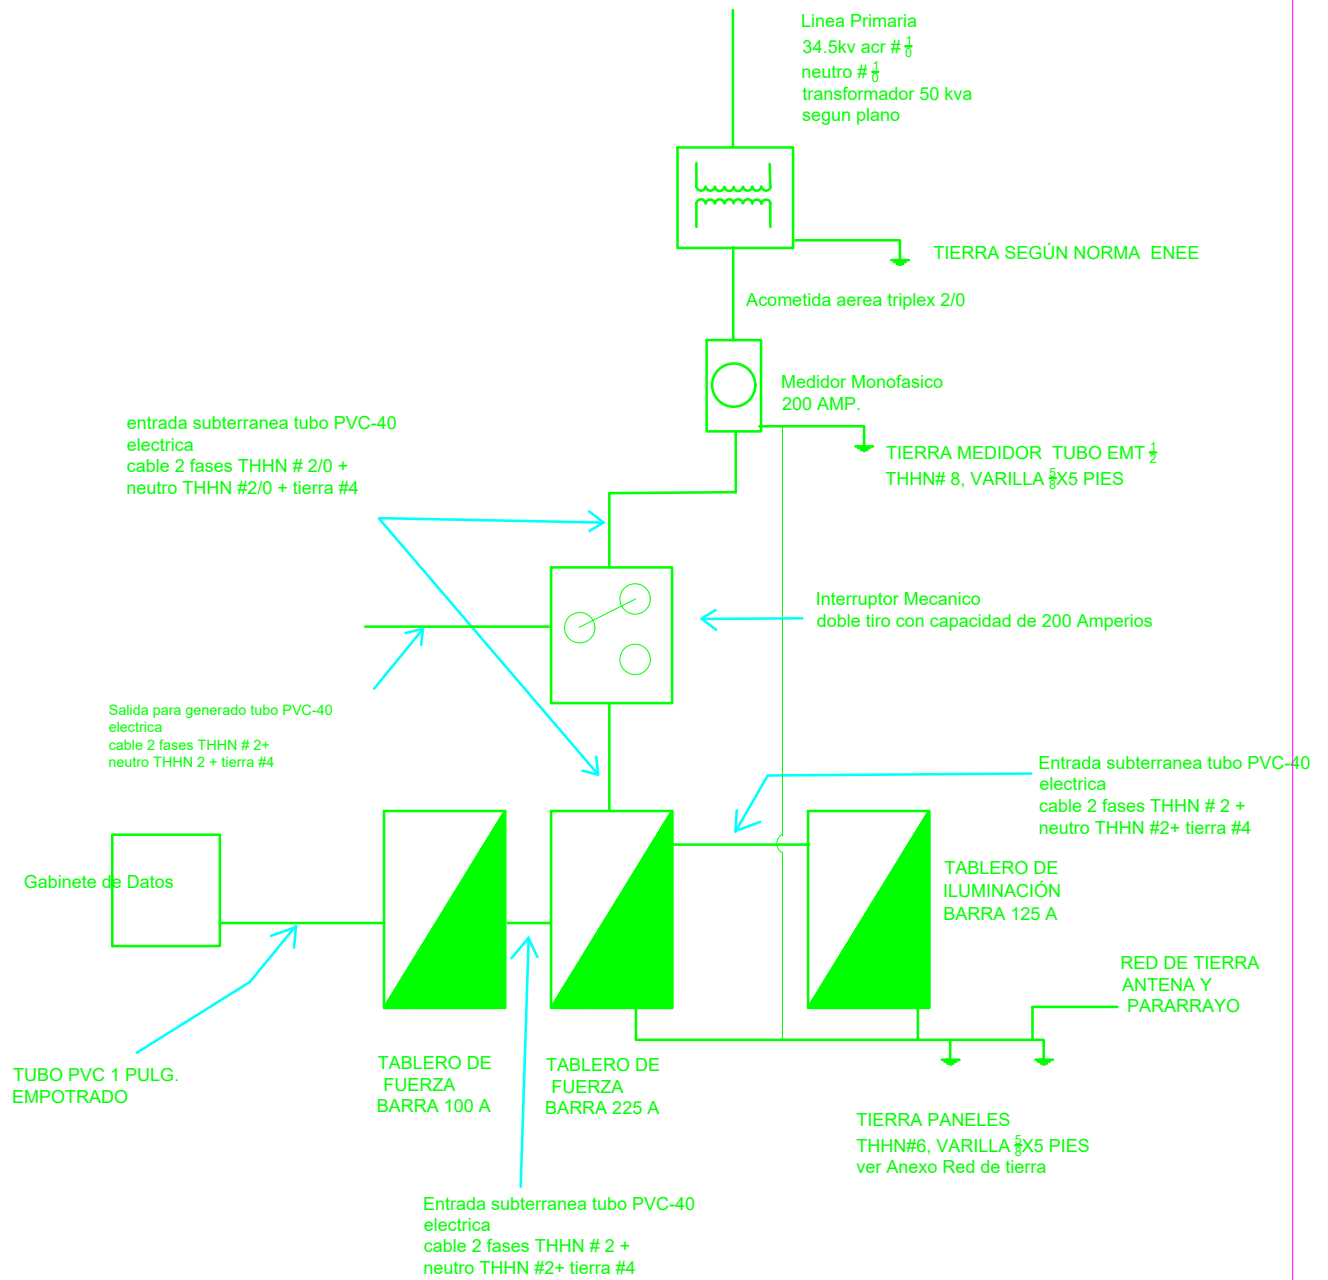 Linea Primaria
34.5kv acr # 1/0
neutro # 1/0
transformador 50 kva
segun plano
TIERRA SEGÚN NORMA ENEE
Acometida aerea triplex 2/0
Medidor Monofasico
200 AMP.
entrada subterranea tubo PVC-40
electrica
cable 2 fases THHN # 2/0 +
neutro THHN #2/0 + tierra #4
TIERRA MEDIDOR TUBO EMT 1/2
THHN# 8, VARILLA 5/8X5 PIES
Interruptor Mecanico
doble tiro con capacidad de 200 Amperios
Salida para generado tubo PVC-40
electrica
cable 2 fases THHN # 2+
neutro THHN 2 + tierra #4
Entrada subterranea tubo PVC-40
electrica
cable 2 fases THHN # 2 +
neutro THHN #2+ tierra #4
Gabinete de Datos
TABLERO DE
ILUMINACIÓN
BARRA 125 A
RED DE TIERRA
ANTENA Y
PARARRAYO
TUBO PVC 1 PULG.
EMPOTRADO
TABLERO DE
FUERZA
BARRA 100 A
TABLERO DE
FUERZA
BARRA 225 A
TIERRA PANELES
THHN#6, VARILLA 5/8X5 PIES
ver Anexo Red de tierra
Entrada subterranea tubo PVC-40
electrica
cable 2 fases THHN # 2 +
neutro THHN #2+ tierra #4